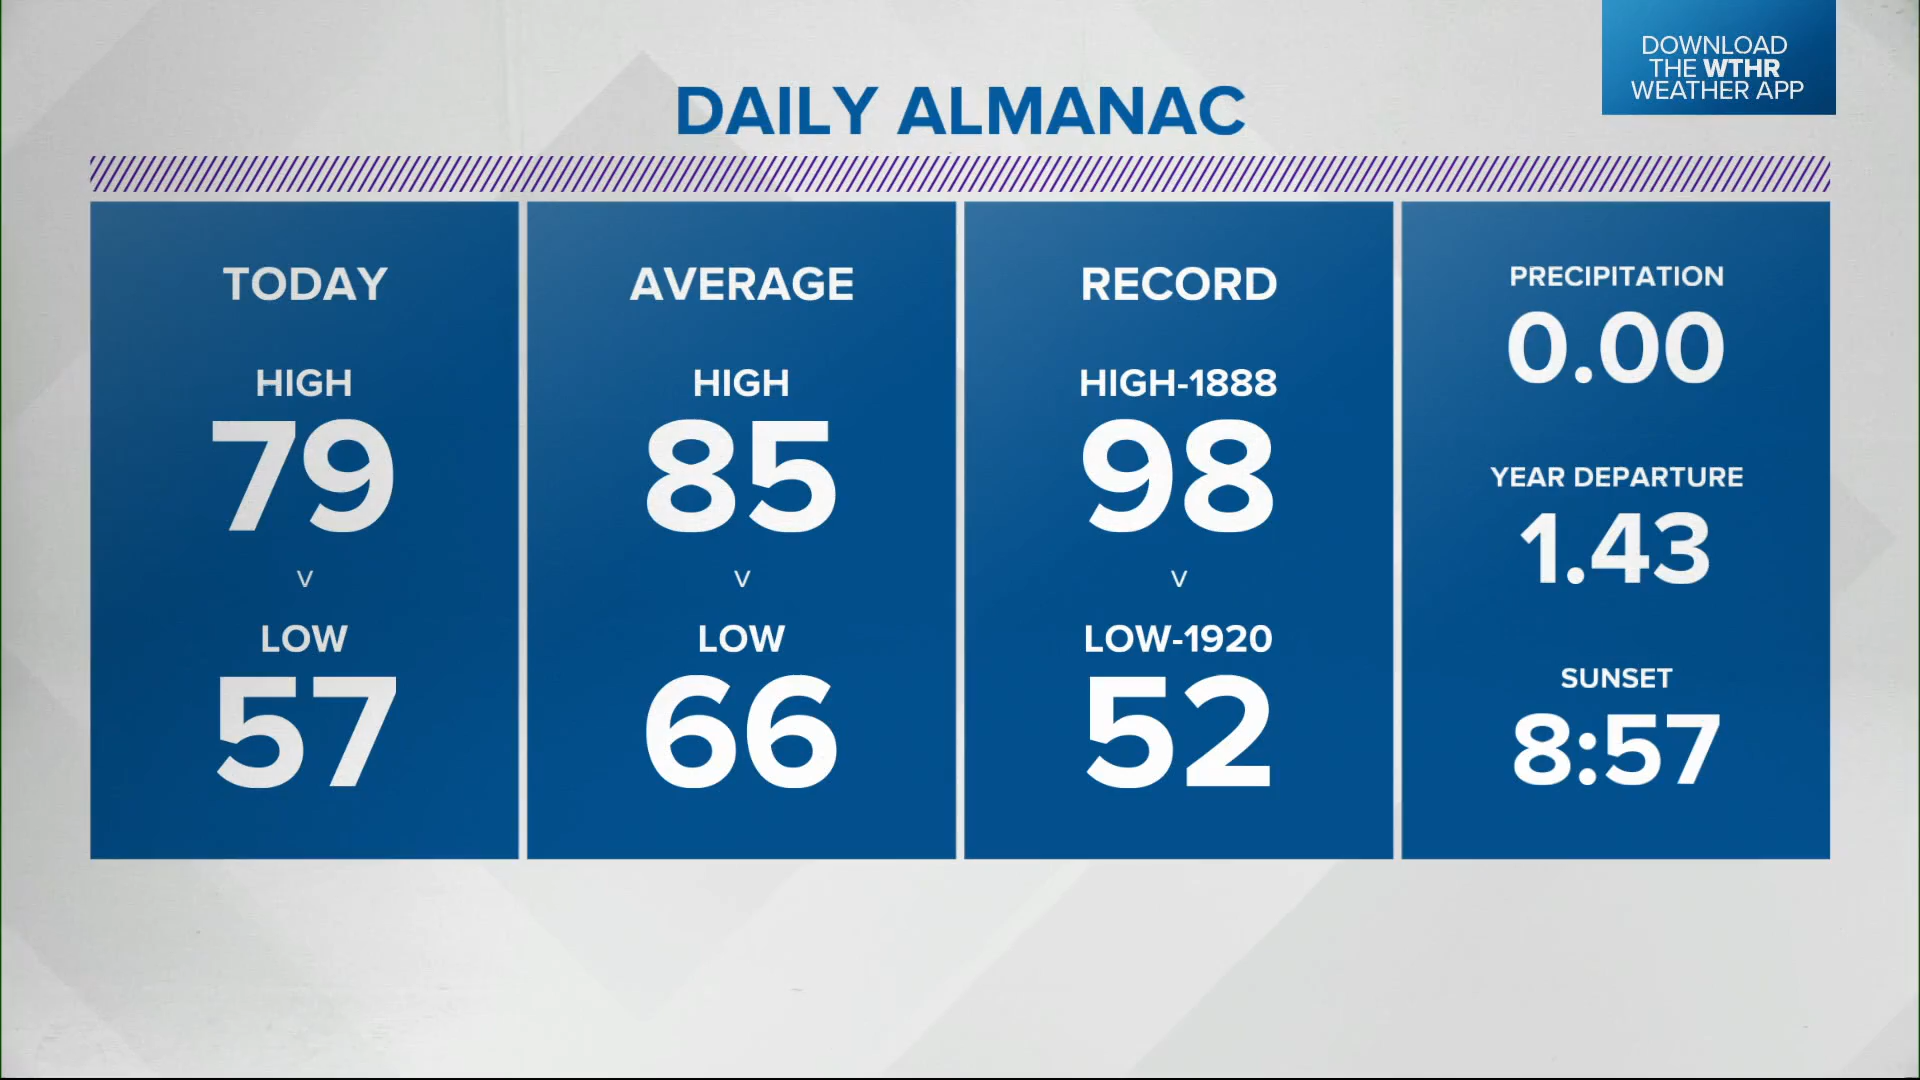 DOWNLOAD
THE WTHR
WEATHER APP
DAILY ALMANAC
TODAY
HIGH
79
v
LOW
57
AVERAGE
HIGH
85
v
LOW
66
RECORD
HIGH-1888
98
v
LOW-1920
52
PRECIPITATION
0.00
YEAR DEPARTURE
1.43
SUNSET
8:57